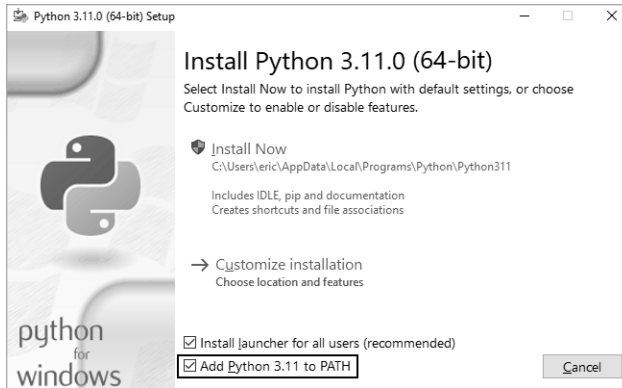 Python 3.11.0 (64-bit) Setup
Install Python 3.11.0 (64-bit)
Select Install Now to install Python with default settings, or choose
Customize to enable or disable features.
Install Now
C:\Users\eric\AppData\Local\Programs\Python\Python311
Includes IDLE, pip and documentation
Creates shortcuts and file associations
Customize installation
Choose location and features
python
for
windows
Install launcher for all users (recommended)
Add Python 3.11 to PATH
Cancel